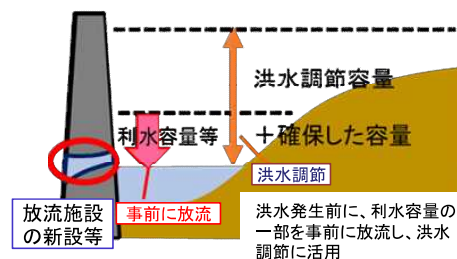 洪水調節容量
利水容量等
＋確保した容量
洪水調節
放流施設
の新設等
事前に放流
洪水発生前に、利水容量の
一部を事前に放流し、洪水
調節に活用